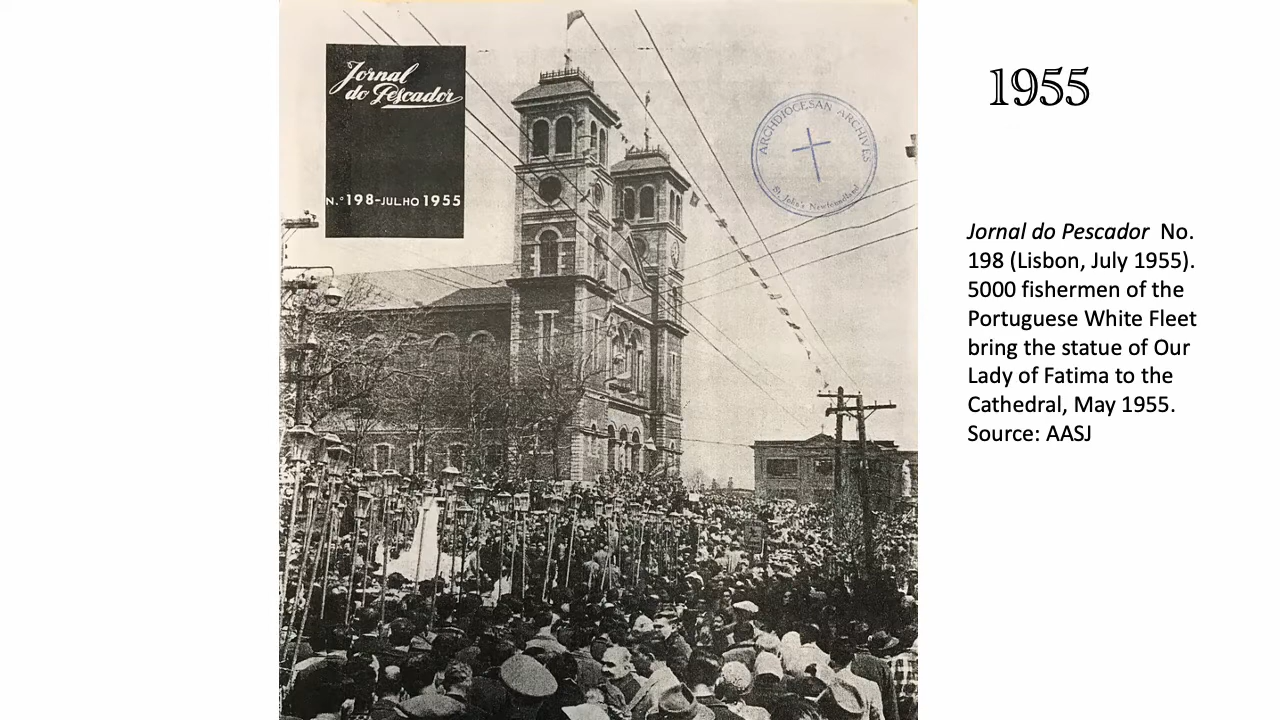 Jornal
do Pescador
N.º 198-JULHO 1955
ARCHDIOCESAN ARCHIVES
St. John's Newfoundland
1955
Jornal do Pescador No.
198 (Lisbon, July 1955).
5000 fishermen of the
Portuguese White Fleet
bring the statue of Our
Lady of Fatima to the
Cathedral, May 1955.
Source: AASJ